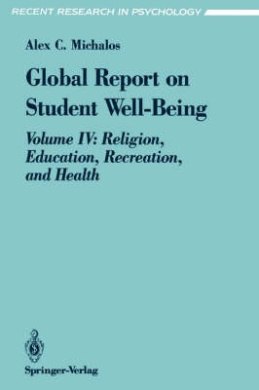 RECENT RESEARCH IN PSYCHOLOGY
Alex C. Michalos
Global Report on
Student Well-Being
Volume IV: Religion,
Education, Recreation,
and Health
Springer-Verlag